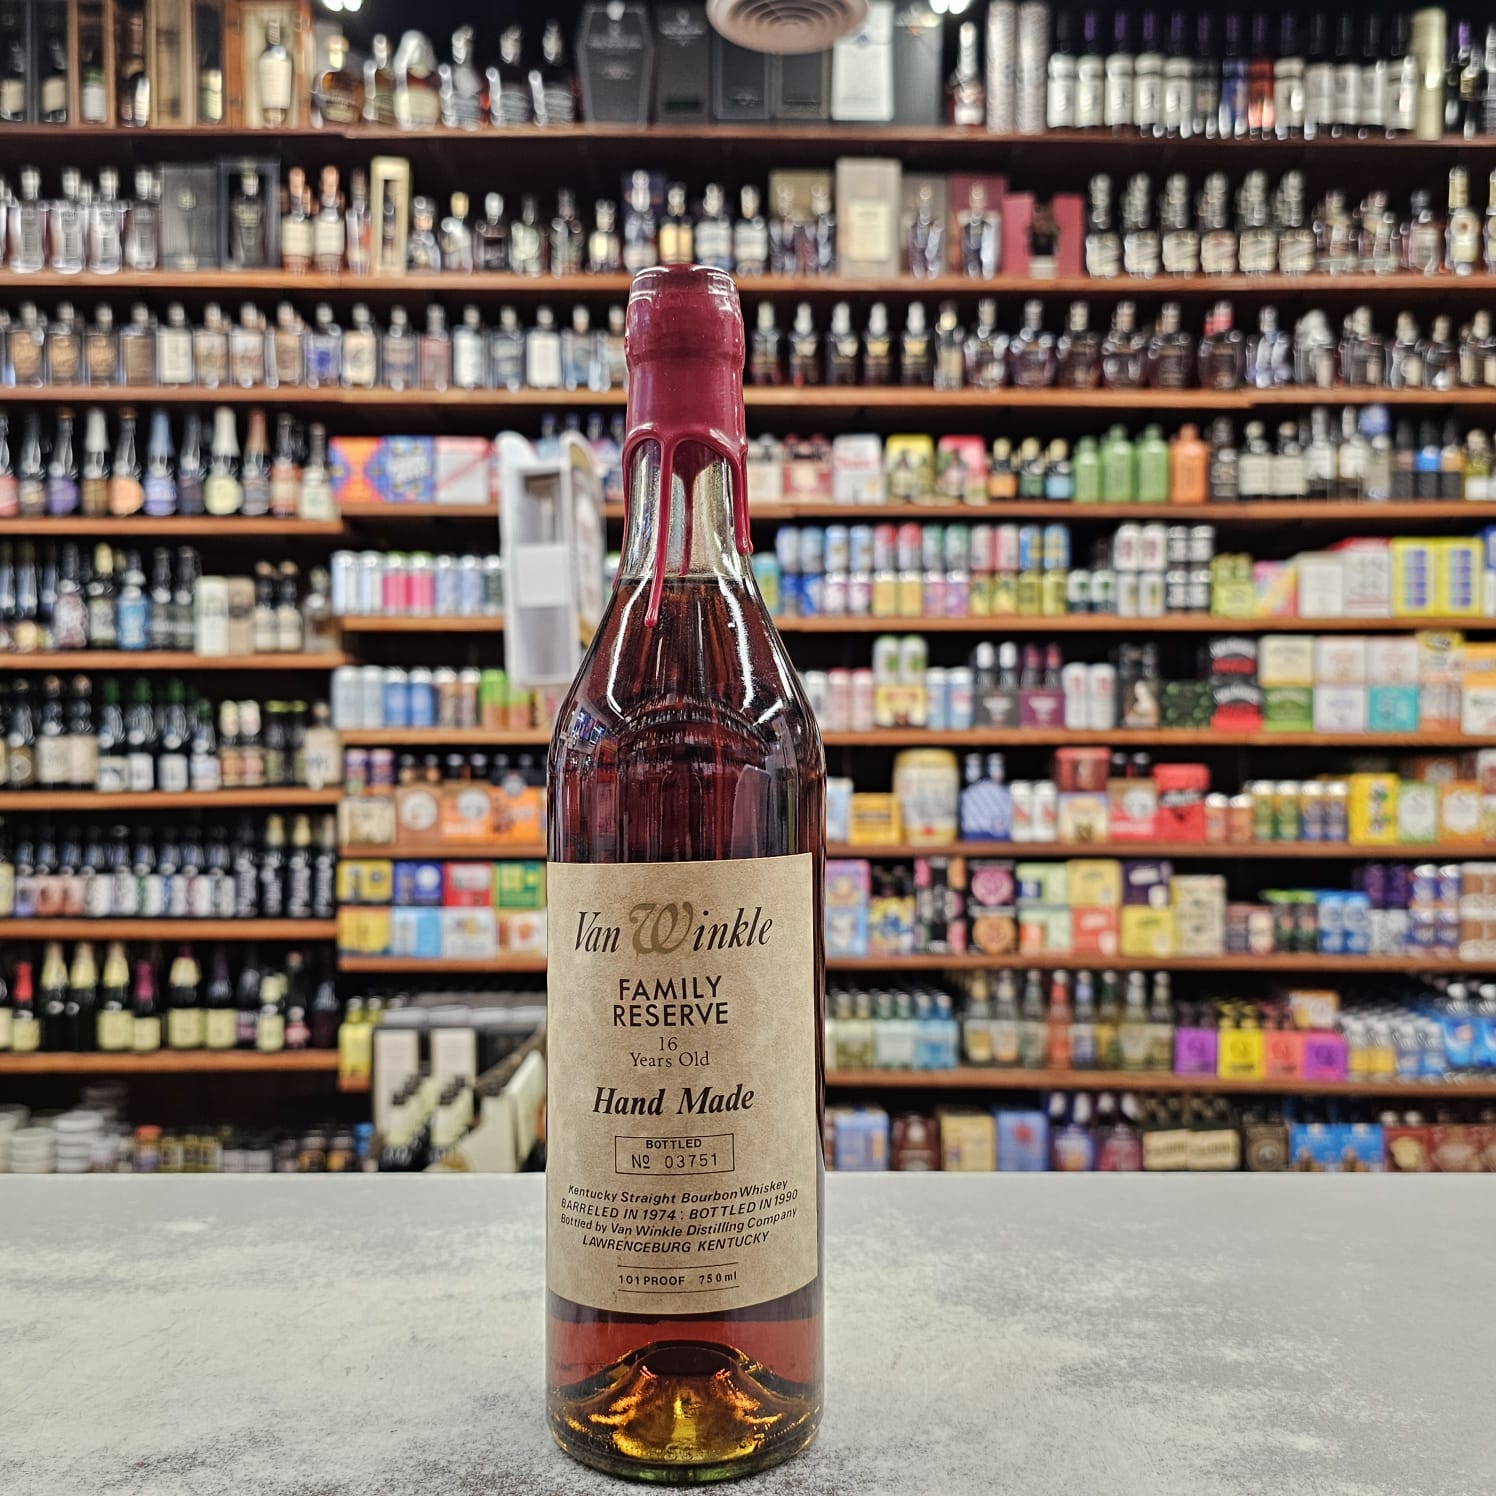 Van Winkle
FAMILY
RESERVE
16
Years Old
Hand Made
BOTTLED
Nº 03751
Kentucky Straight Bourbon Whiskey
BARRELED IN 1974 : BOTTLED IN 1990
Bottled by Van Winkle Distilling Company
LAWRENCEBURG KENTUCKY
101 PROOF 750ml